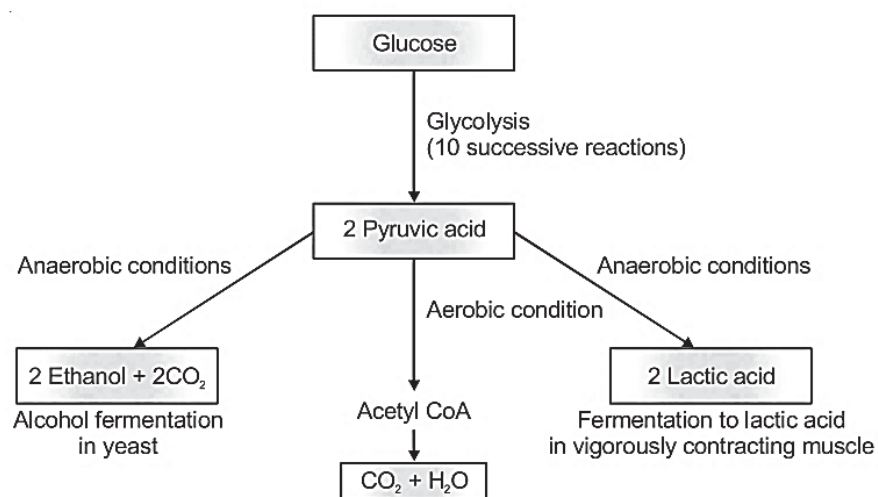 Glucose
Glycolysis
(10 successive reactions)
2 Pyruvic acid
Anaerobic conditions
Anaerobic conditions
Aerobic condition
2 Ethanol + 2CO₂
2 Lactic acid
Alcohol fermentation
in yeast
Acetyl CoA
Fermentation to lactic acid
in vigorously contracting muscle
CO₂ + H₂O